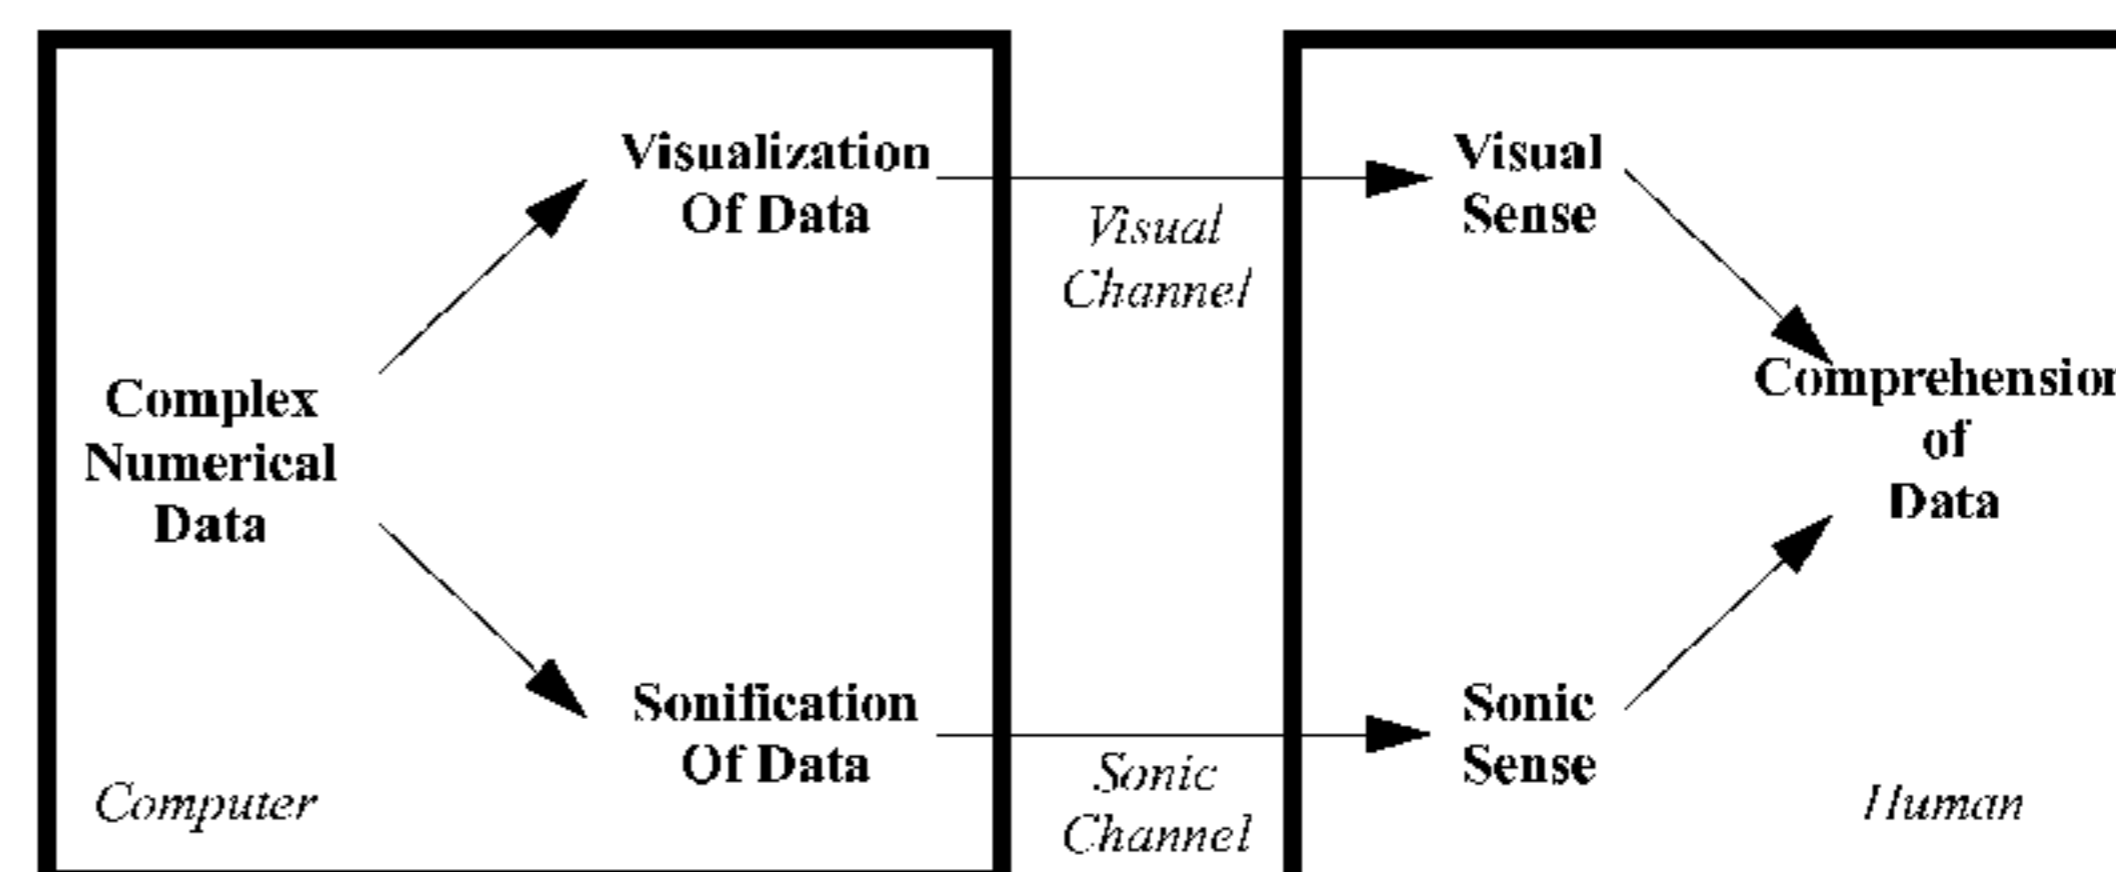 Visualization
Of Data
Visual
Sense
Visual
Channel
Complex
Numerical
Data
Comprehension
of
Data
Sonification
Of Data
Sonic
Sense
Sonic
Channel
Computer
Human